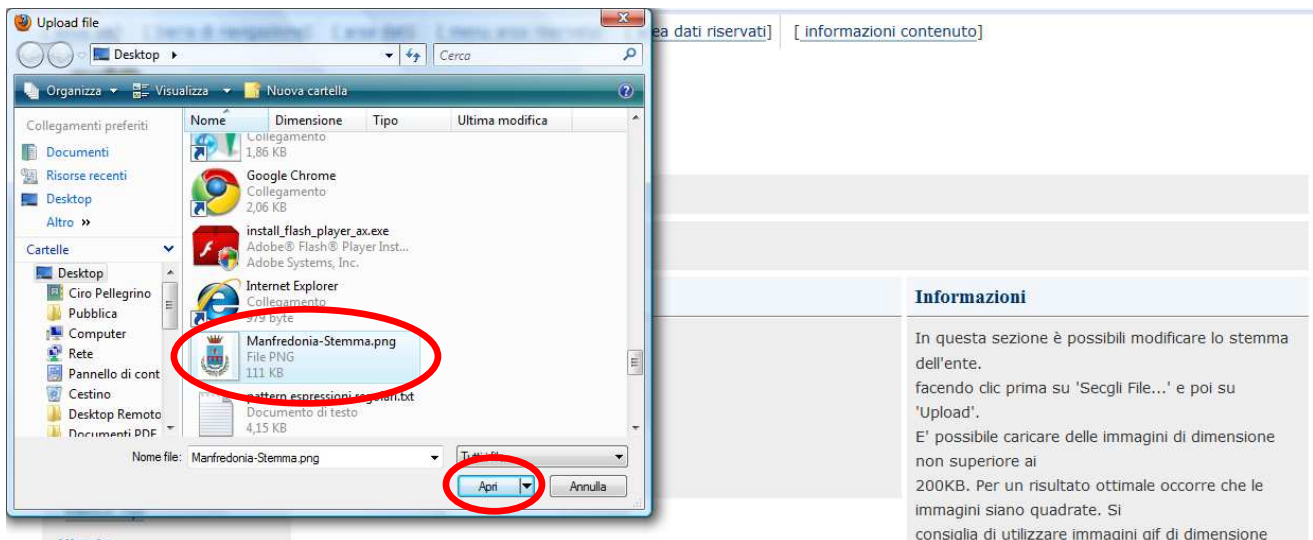 Upload file
ea dati riservati] [ informazioni contenuto]
Desktop
Cerca
Organizza Visualizza Nuova cartella
Collegamenti preferiti
Documenti
Risorse recenti
Desktop
Altro »
Cartelle
Desktop
Ciro Pellegrino
Pubblica
Computer
Rete
Pannello di cont
Cestino
Desktop Remoto
Documenti PDF
Nome Dimensione Tipo Ultima modifica
Collegamento
1,86 KB
Google Chrome
Collegamento
2,06 KB
install_flash_player_ax.exe
Adobe® Flash® Player Inst...
Adobe Systems, Inc.
Internet Explorer
Collegamento
979 byte
Manfredonia-Stemma.png
File PNG
111 KB
pattern espressioni regolari.txt
Documento di testo
4,15 KB
Nome file: Manfredonia-Stemma.png
Apri Annulla
Informazioni
In questa sezione è possibili modificare lo stemma
dell'ente.
facendo clic prima su 'Secgli File...' e poi su
'Upload'.
E' possibile caricare delle immagini di dimensione
non superiore ai
200KB. Per un risultato ottimale occorre che le
immagini siano quadrate. Si
consiglia di utilizzare immagini gif di dimensione